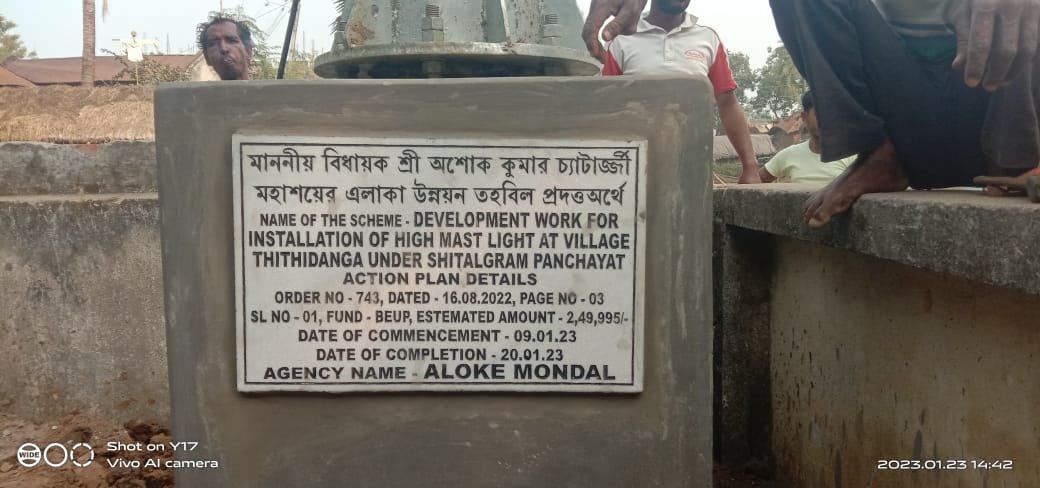 মাননীয় বিধায়ক শ্রী অশোক কুমার চ্যাটার্জ্জী
মহাশয়ের এলাকা উন্নয়ন তহবিল প্রদত্তঅর্থে
NAME OF THE SCHEME - DEVELOPMENT WORK FOR
INSTALLATION OF HIGH MAST LIGHT AT VILLAGE
THITHIDANGA UNDER SHITALGRAM PANCHAYAT
ACTION PLAN DETAILS
ORDER NO - 743, DATED - 16.08.2022, PAGE NO - 03
SL NO - 01, FUND - BEUP, ESTEMATED AMOUNT - 2,49,995/-
DATE OF COMMENCEMENT - 09.01.23
DATE OF COMPLETION - 20.01.23
AGENCY NAME - ALOKE MONDAL
WIDE
Shot on Y17
Vivo AI camera
2023.01.23 14:42